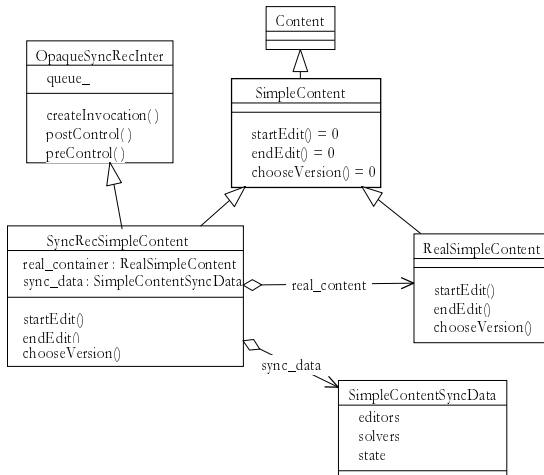 Content
OpaqueSyncRecInter
queue_
createInvocation()
postControl()
preControl()
SimpleContent
startEdit() = 0
endEdit() = 0
chooseVersion() = 0
SyncRecSimpleContent
real_container : RealSimpleContent
sync_data : SimpleContentSyncData
startEdit()
endEdit()
chooseVersion()
real_content
RealSimpleContent
startEdit()
endEdit()
chooseVersion()
sync_data
SimpleContentSyncData
editors
solvers
state